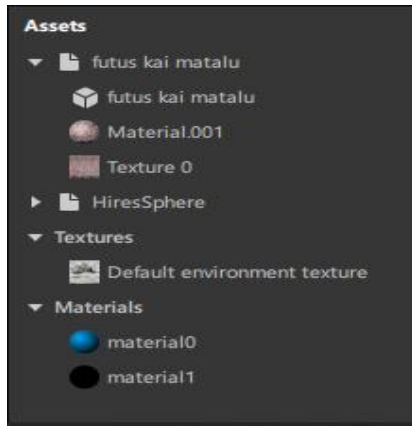 Assets
futus kai matalu
futus kai matalu
Material.001
Texture 0
HiresSphere
Textures
Default environment texture
Materials
material0
material1